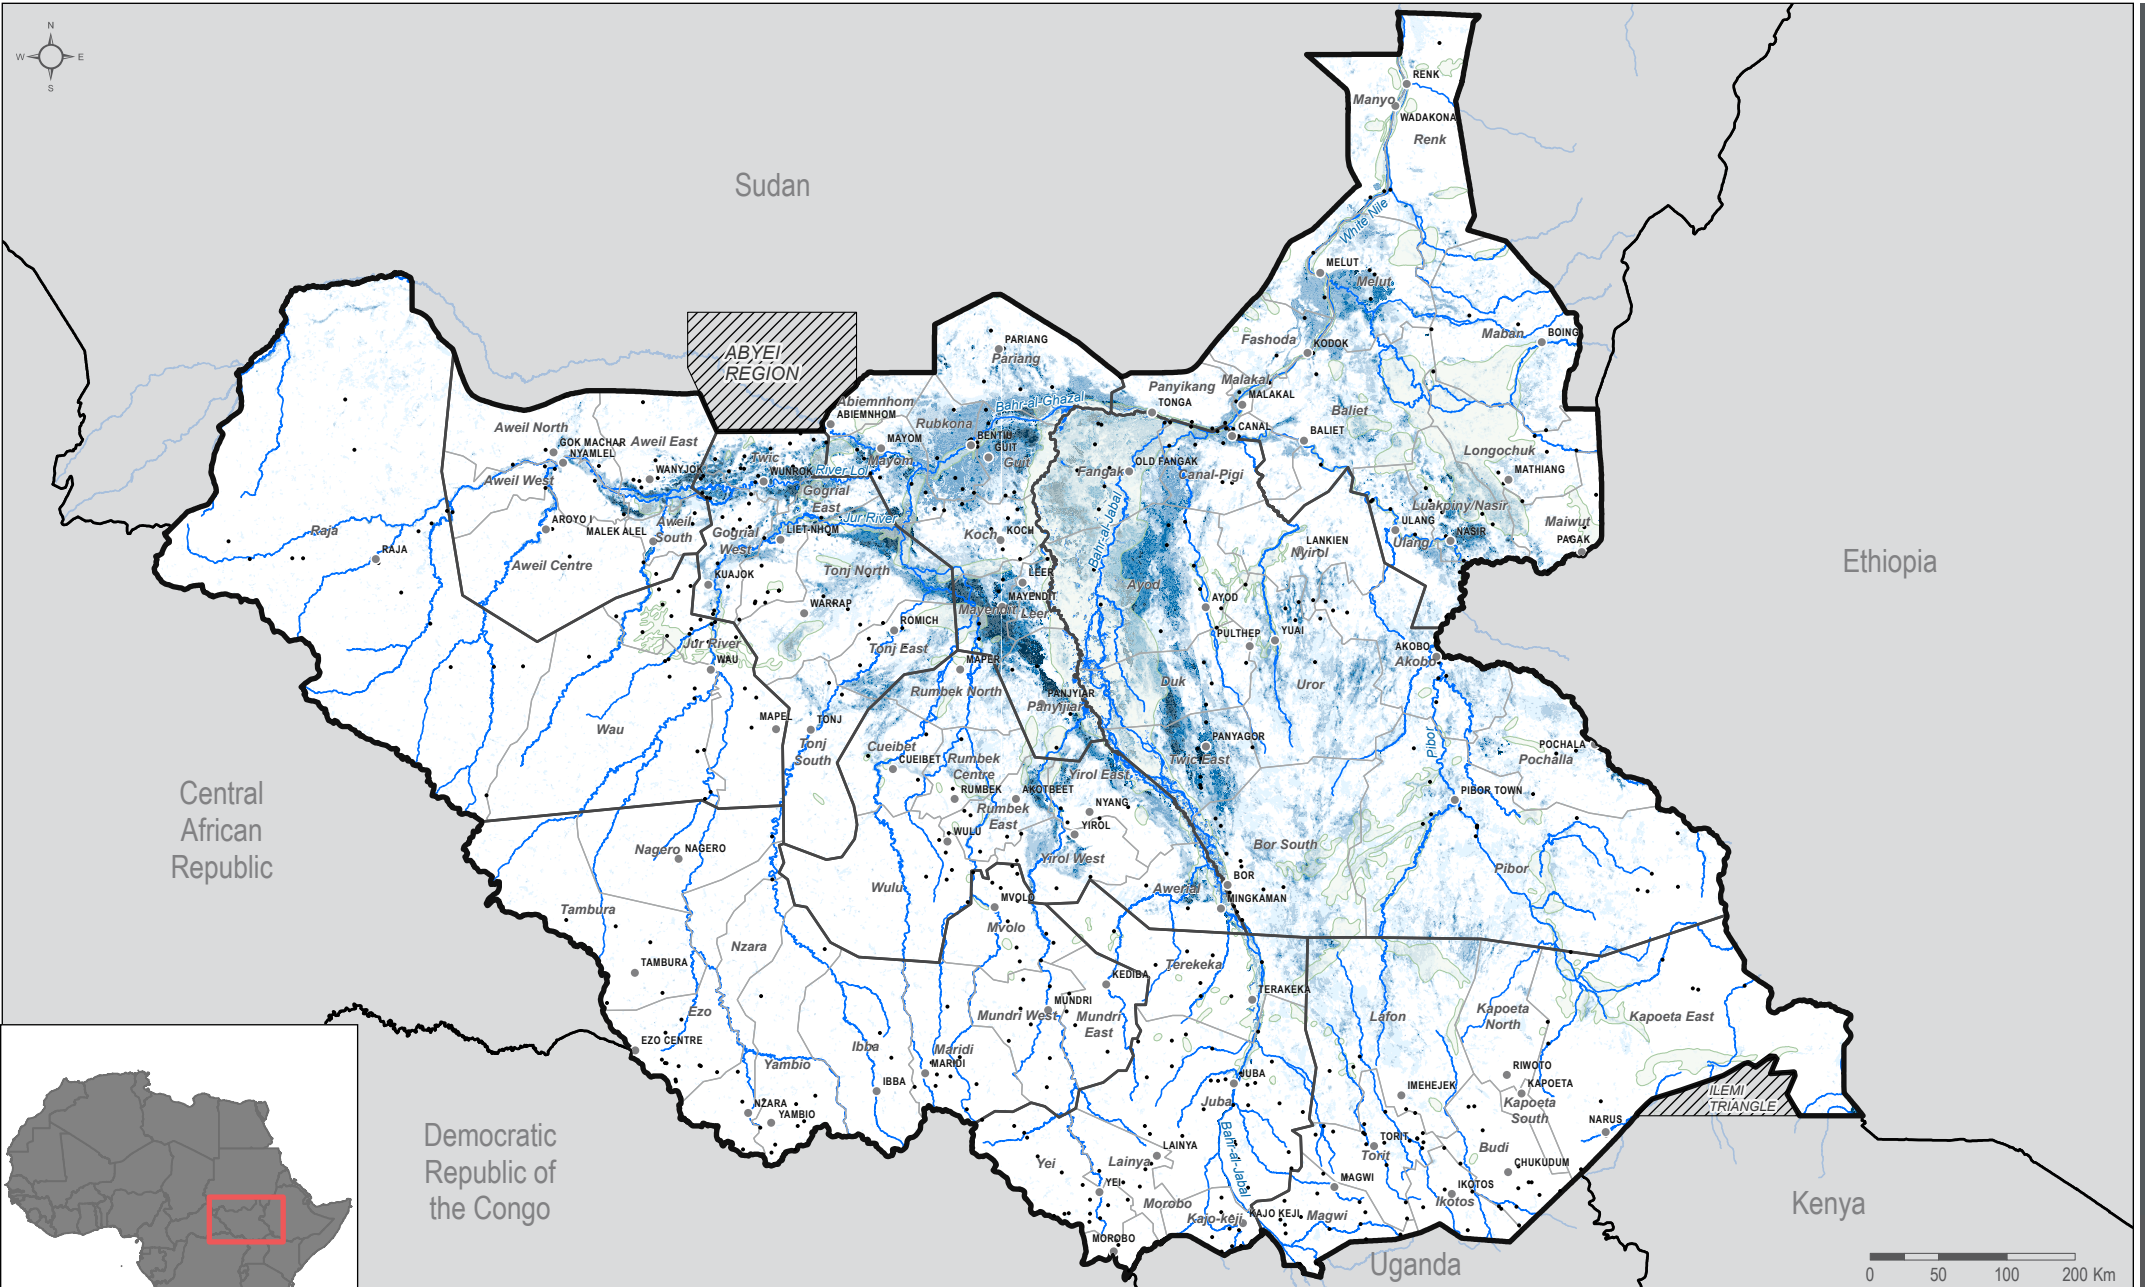 N
W E
S
RENK
Manyo
WADAKONA
Renk
Sudan
White Nile
MELUT
Melut
Maban
BOING
Fashoda
KODOK
PARIANG
Pariang
ABYEI
REGION
Panyikang
Malakal
MALAKAL
TONGA
Bahr-al-Ghazal
Abiemnhom
ABIEMNHOM
Rubkona
Baliet
BALIET
CANAL
Aweil North
Aweil East
GOK MACHAR
NYAMLEL
MAYOM
Mayom
BENTIU
GUIT
Guit
Longochuk
MATHIANG
Aweil West
WANYJOK
Twic
WUNROK
River Lol
Fangak
OLD FANGAK
Canal-Pigi
Gogrial
East
Luakpiny/Nasir
Maiwut
Raja
RAJA
AROYO
MALEK ALEL
Aweil
South
Gogrial
West
LIET-NHOM
Jur River
Koch
KOCH
Bahr-al-Jabal
LANKIEN
Nyirol
ULANG
Ulang
NASIR
PAGAK
Ethiopia
Aweil Centre
KUAJOK
Tonj North
LEER
MAYENDIT
Mayendit
Leer
Ayod
AYOD
WARRAP
ROMICH
Tonj East
PULTHEP
YUAI
AKOBO
Akobo
Jur River
WAU
MAPER
Rumbek North
PANJYIAR
Panyijiar
Duk
Uror
Wau
MAPEL
TONJ
Tonj
South
Cueibet
CUEIBET
Rumbek
Centre
PANYAGOR
Twic East
Pibor
POCHALA
Pochalla
Yirol East
RUMBEK
AKOTBEET
Rumbek
East
NYANG
YIROL
PIBOR TOWN
Central
African
Republic
Nagero
NAGERO
WULU
Yirol West
Bor South
Pibor
Wulu
BOR
Awerial
MINGKAMAN
Tambura
MVOLO
Mvolo
Nzara
TAMBURA
KEDIBA
Terekeka
TERAKEKA
Ezo
MUNDRI
Mundri West
Mundri
East
Lafon
Kapoeta
North
Kapoeta East
EZO CENTRE
Ibba
Maridi
MARIDI
Yambio
IBBA
JUBA
Juba
IMEHEJEK
RIWOTO
KAPOETA
Kapoeta
South
ILEMI
TRIANGLE
NZARA
YAMBIO
NARUS
Democratic
Republic of
the Congo
Yei
YEI
Lainya
LAINYA
Bahr-al-Jabal
TORIT
Torit
Budi
CHUKUDUM
MAGWI
Magwi
IKOTOS
Ikotos
Morobo
MOROBO
Kajo-keji
KAJO KEJI
Uganda
Kenya
0 50 100 200 Km